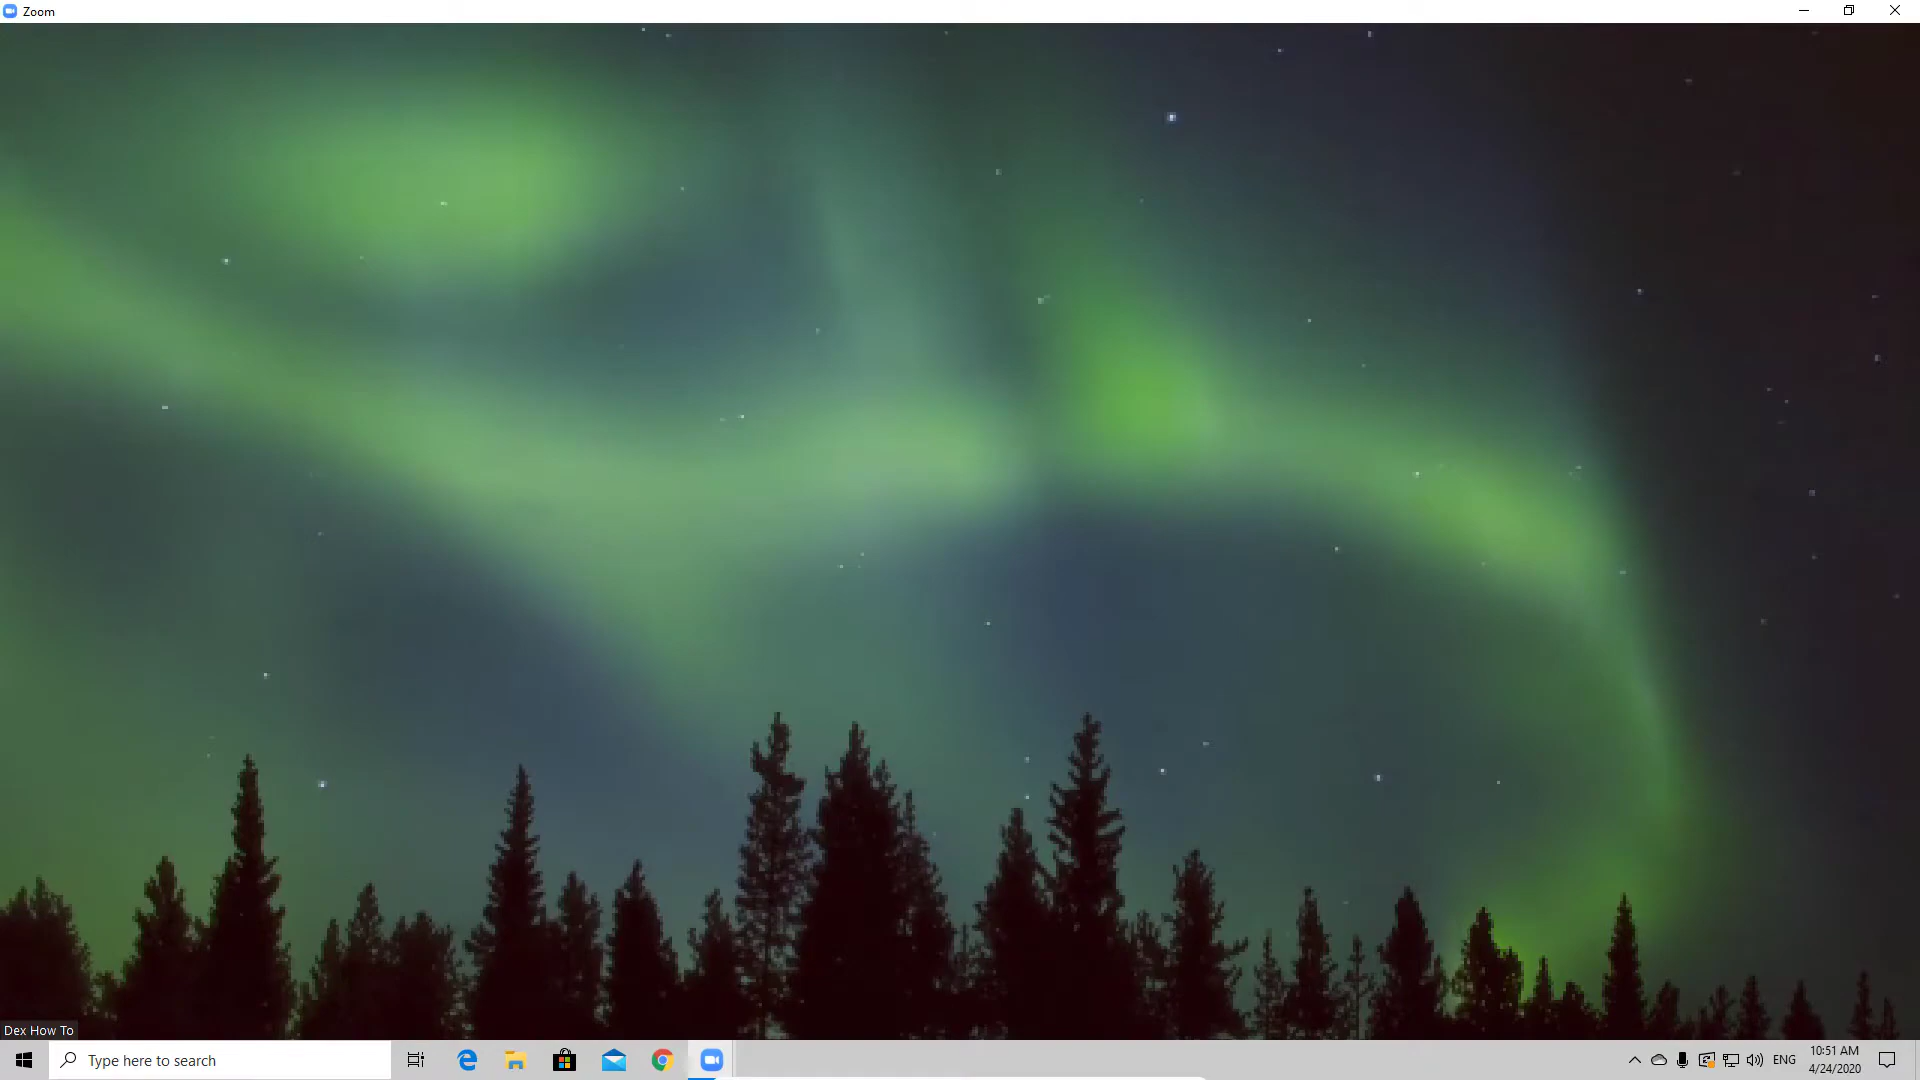 Zoom
Dex How To
Type here to search
ENG
10:51 AM
4/24/2020